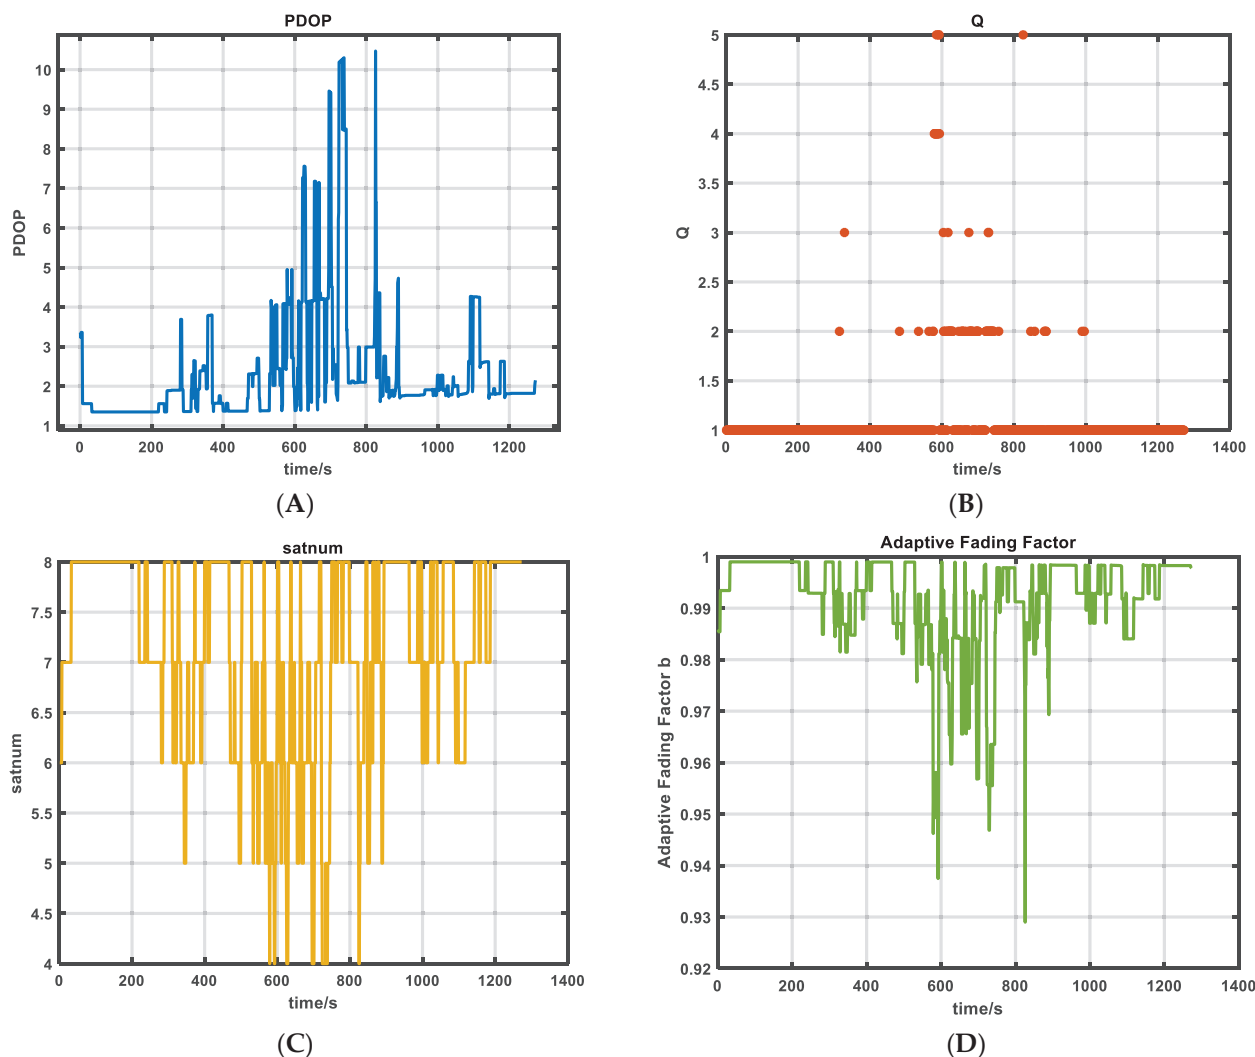 PDOP
10
9
8
7
6
5
4
3
2
1
PDOP
0 200 400 600 800 1000 1200
time/s
(A)
Q
5
4.5
4
3.5
3
2.5
2
1.5
1
Q
0 200 400 600 800 1000 1200 1400
time/s
(B)
satnum
8
7.5
7
6.5
6
5.5
5
4.5
4
satnum
0 200 400 600 800 1000 1200 1400
time/s
(C)
Adaptive Fading Factor
1
0.99
0.98
0.97
0.96
0.95
0.94
0.93
0.92
Adaptive Fading Factor b
0 200 400 600 800 1000 1200 1400
time/s
(D)